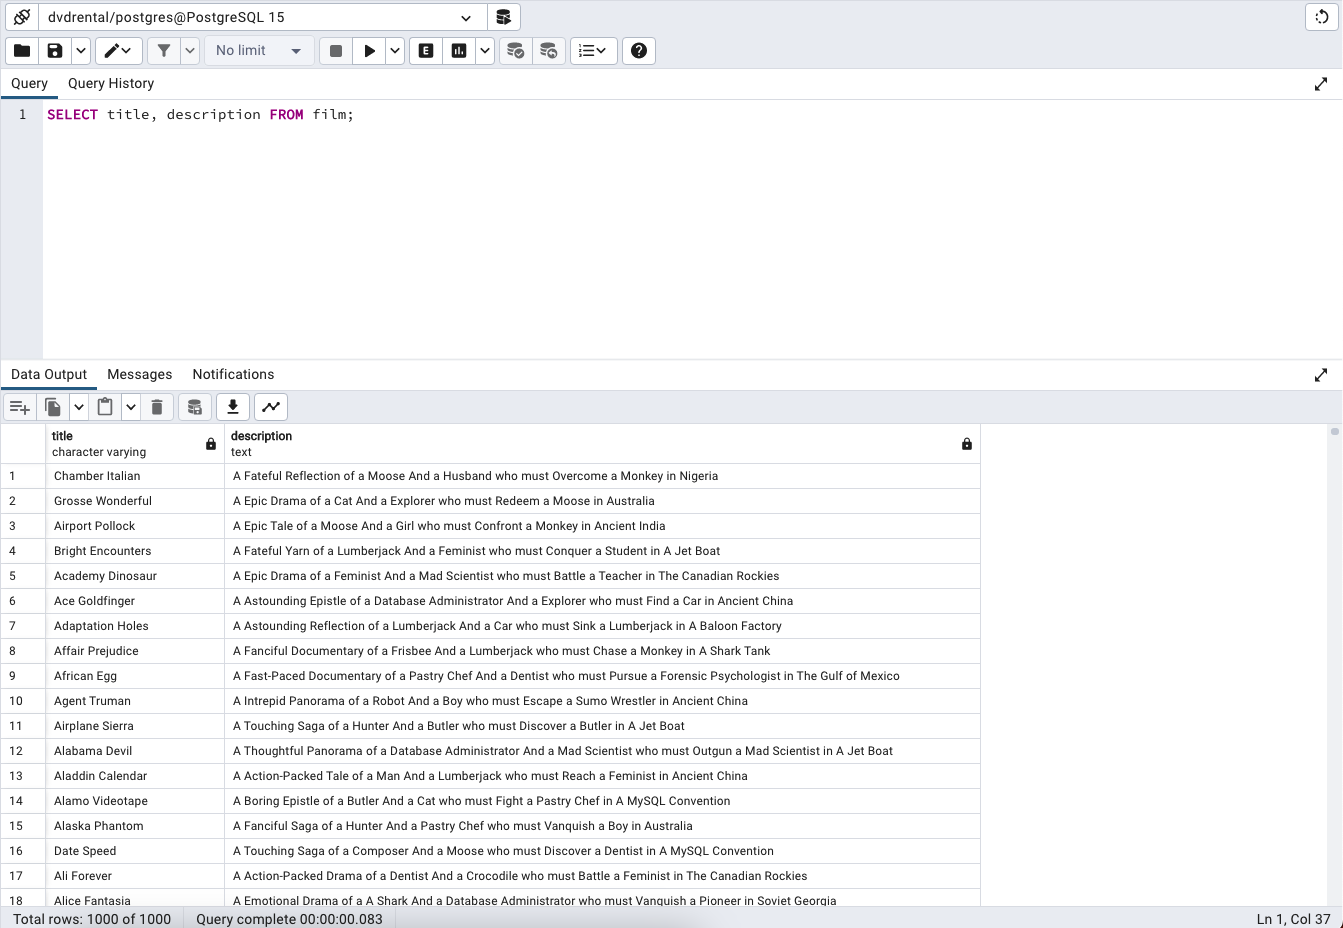 dvdrental/postgres@PostgreSQL 15
No limit
E
Query Query History
1 SELECT title, description FROM film;
Data Output Messages Notifications
title description
character varying text
1 Chamber Italian A Fateful Reflection of a Moose And a Husband who must Overcome a Monkey in Nigeria
2 Grosse Wonderful A Epic Drama of a Cat And a Explorer who must Redeem a Moose in Australia
3 Airport Pollock A Epic Tale of a Moose And a Girl who must Confront a Monkey in Ancient India
4 Bright Encounters A Fateful Yarn of a Lumberjack And a Feminist who must Conquer a Student in A Jet Boat
5 Academy Dinosaur A Epic Drama of a Feminist And a Mad Scientist who must Battle a Teacher in The Canadian Rockies
6 Ace Goldfinger A Astounding Epistle of a Database Administrator And a Explorer who must Find a Car in Ancient China
7 Adaptation Holes A Astounding Reflection of a Lumberjack And a Car who must Sink a Lumberjack in A Baloon Factory
8 Affair Prejudice A Fanciful Documentary of a Frisbee And a Lumberjack who must Chase a Monkey in A Shark Tank
9 African Egg A Fast-Paced Documentary of a Pastry Chef And a Dentist who must Pursue a Forensic Psychologist in The Gulf of Mexico
10 Agent Truman A Intrepid Panorama of a Robot And a Boy who must Escape a Sumo Wrestler in Ancient China
11 Airplane Sierra A Touching Saga of a Hunter And a Butler who must Discover a Butler in A Jet Boat
12 Alabama Devil A Thoughtful Panorama of a Database Administrator And a Mad Scientist who must Outgun a Mad Scientist in A Jet Boat
13 Aladdin Calendar A Action-Packed Tale of a Man And a Lumberjack who must Reach a Feminist in Ancient China
14 Alamo Videotape A Boring Epistle of a Butler And a Cat who must Fight a Pastry Chef in A MySQL Convention
15 Alaska Phantom A Fanciful Saga of a Hunter And a Pastry Chef who must Vanquish a Boy in Australia
16 Date Speed A Touching Saga of a Composer And a Moose who must Discover a Dentist in A MySQL Convention
17 Ali Forever A Action-Packed Drama of a Dentist And a Crocodile who must Battle a Feminist in The Canadian Rockies
18 Alice Fantasia A Emotional Drama of a A Shark And a Database Administrator who must Vanquish a Pioneer in Soviet Georgia
Total rows: 1000 of 1000 Query complete 00:00:00.083 Ln 1, Col 37